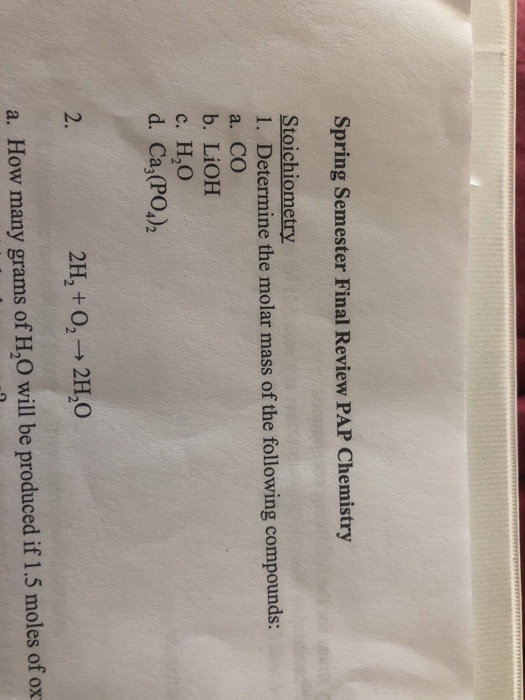 Spring Semester Final Review PAP Chemistry
Stoichiometry
1. Determine the molar mass of the following compounds:
a. CO
b. LiOH
c. H₂O
d. Ca₃(PO₄)₂
2. 2H₂ + O₂ → 2H₂O
a. How many grams of H₂O will be produced if 1.5 moles of ox